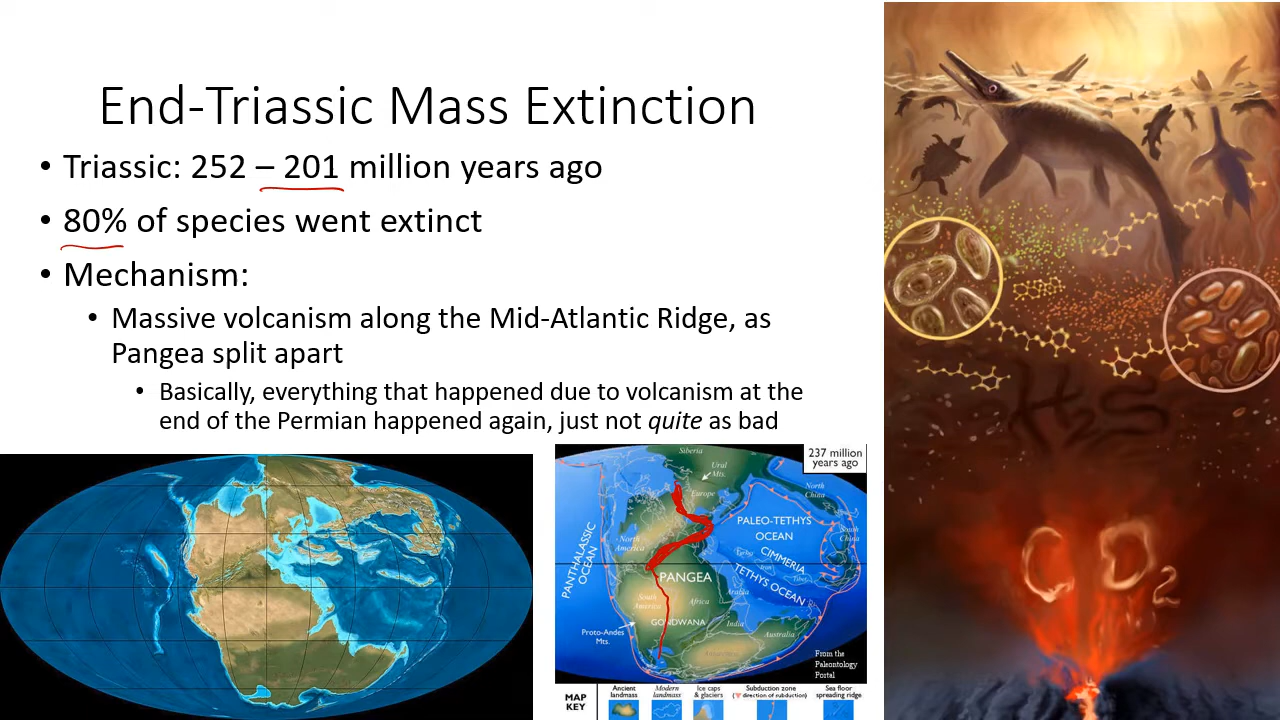 End-Triassic Mass Extinction
• Triassic: 252 – 201 million years ago
• 80% of species went extinct
• Mechanism:
• Massive volcanism along the Mid-Atlantic Ridge, as
Pangea split apart
• Basically, everything that happened due to volcanism at the
end of the Permian happened again, just not quite as bad
237 million
years ago
Siberia
Ural
Mts.
Europe
North
China
South
China
PALEO-TETHYS
OCEAN
CIMMERIA
TETHYS OCEAN
PANTHALASSIC
OCEAN
North
America
PANGEA
South
America
Africa
Arabia
GONDWANA
India
Australia
Proto-Andes
Mts.
From the
Paleontology
Portal
MAP
KEY
Ancient
landmass
Modern
landmass
Ice caps
& glaciers
Subduction zone
(direction of subduction)
Sea floor
spreading ridge
H2S
CO2